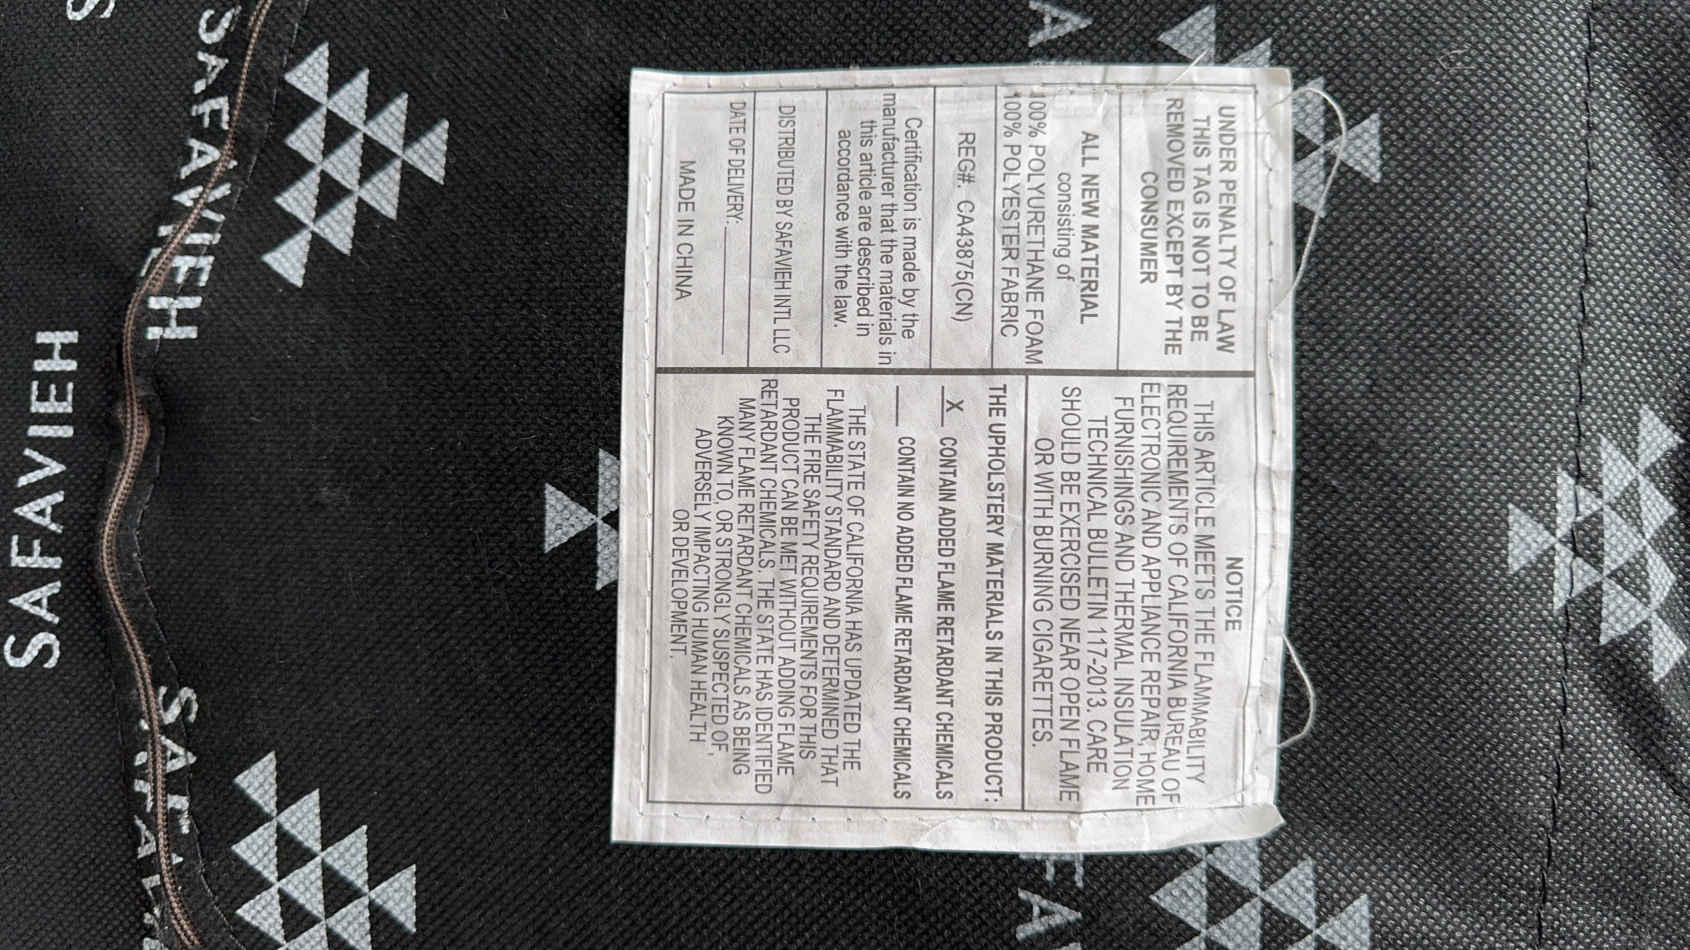 UNDER PENALTY OF LAW
THIS TAG IS NOT TO BE
REMOVED EXCEPT BY THE
CONSUMER
ALL NEW MATERIAL
consisting of
100% POLYURETHANE FOAM
100% POLYESTER FABRIC
REG#. CA43875(CN)
Certification is made by the
manufacturer that the materials in
this article are described in
accordance with the law.
DISTRIBUTED BY SAFAVIEH INT'L LLC
DATE OF DELIVERY:
MADE IN CHINA
NOTICE
THIS ARTICLE MEETS THE FLAMMABILITY
REQUIREMENTS OF CALIFORNIA BUREAU OF
ELECTRONIC AND APPLIANCE REPAIR, HOME
FURNISHINGS AND THERMAL INSULATION
TECHNICAL BULLETIN 117-2013. CARE
SHOULD BE EXERCISED NEAR OPEN FLAME
OR WITH BURNING CIGARETTES.
THE UPHOLSTERY MATERIALS IN THIS PRODUCT:
X CONTAIN ADDED FLAME RETARDANT CHEMICALS
CONTAIN NO ADDED FLAME RETARDANT CHEMICALS
THE STATE OF CALIFORNIA HAS UPDATED THE
FLAMMABILITY STANDARD AND DETERMINED THAT
THE FIRE SAFETY REQUIREMENTS FOR THIS
PRODUCT CAN BE MET WITHOUT ADDING FLAME
RETARDANT CHEMICALS. THE STATE HAS IDENTIFIED
MANY FLAME RETARDANT CHEMICALS AS BEING
KNOWN TO, OR STRONGLY SUSPECTED OF,
ADVERSELY IMPACTING HUMAN HEALTH
OR DEVELOPMENT.
SAFAVIEH
SAFAVIEH
SAFAVIEH